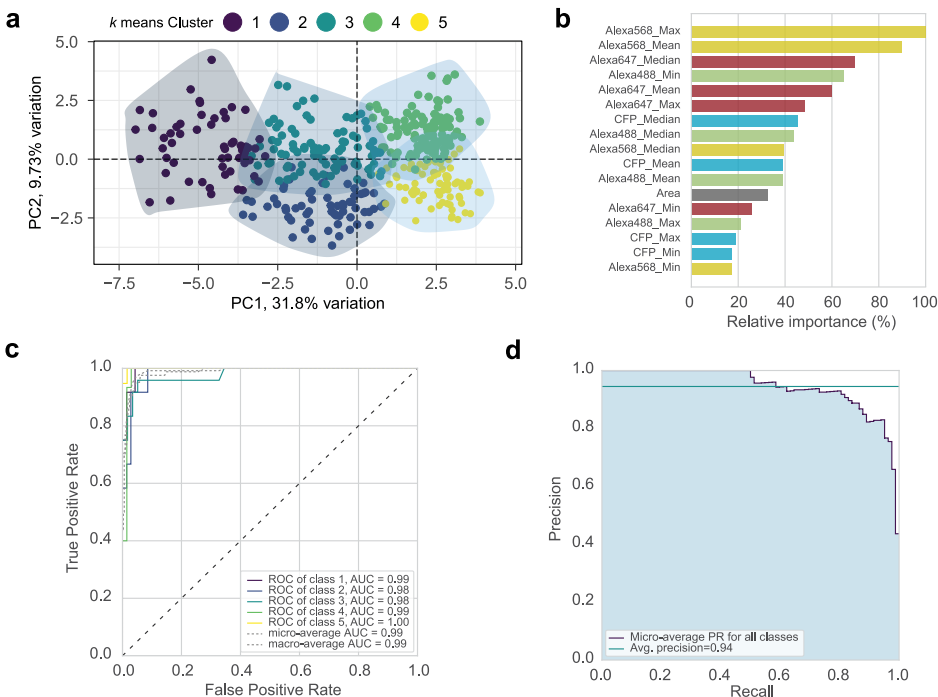 a
k means Cluster 1 2 3 4 5
5.0
2.5
0.0
−2.5
PC2, 9.73% variation
−7.5 −5.0 −2.5 0.0 2.5 5.0
PC1, 31.8% variation
b
Alexa568_Max
Alexa568_Mean
Alexa647_Median
Alexa488_Min
Alexa647_Mean
Alexa647_Max
CFP_Median
Alexa488_Median
Alexa568_Median
CFP_Mean
Alexa488_Mean
Area
Alexa647_Min
Alexa488_Max
CFP_Max
CFP_Min
Alexa568_Min
0 20 40 60 80 100
Relative importance (%)
c
1.0
0.8
0.6
0.4
0.2
0.0
True Positive Rate
ROC of class 1, AUC = 0.99
ROC of class 2, AUC = 0.98
ROC of class 3, AUC = 0.98
ROC of class 4, AUC = 0.99
ROC of class 5, AUC = 1.00
micro-average AUC = 0.99
macro-average AUC = 0.99
0.0 0.2 0.4 0.6 0.8 1.0
False Positive Rate
d
1.0
0.8
0.6
0.4
0.2
0.0
Precision
Micro-average PR for all classes
Avg. precision=0.94
0.0 0.2 0.4 0.6 0.8 1.0
Recall